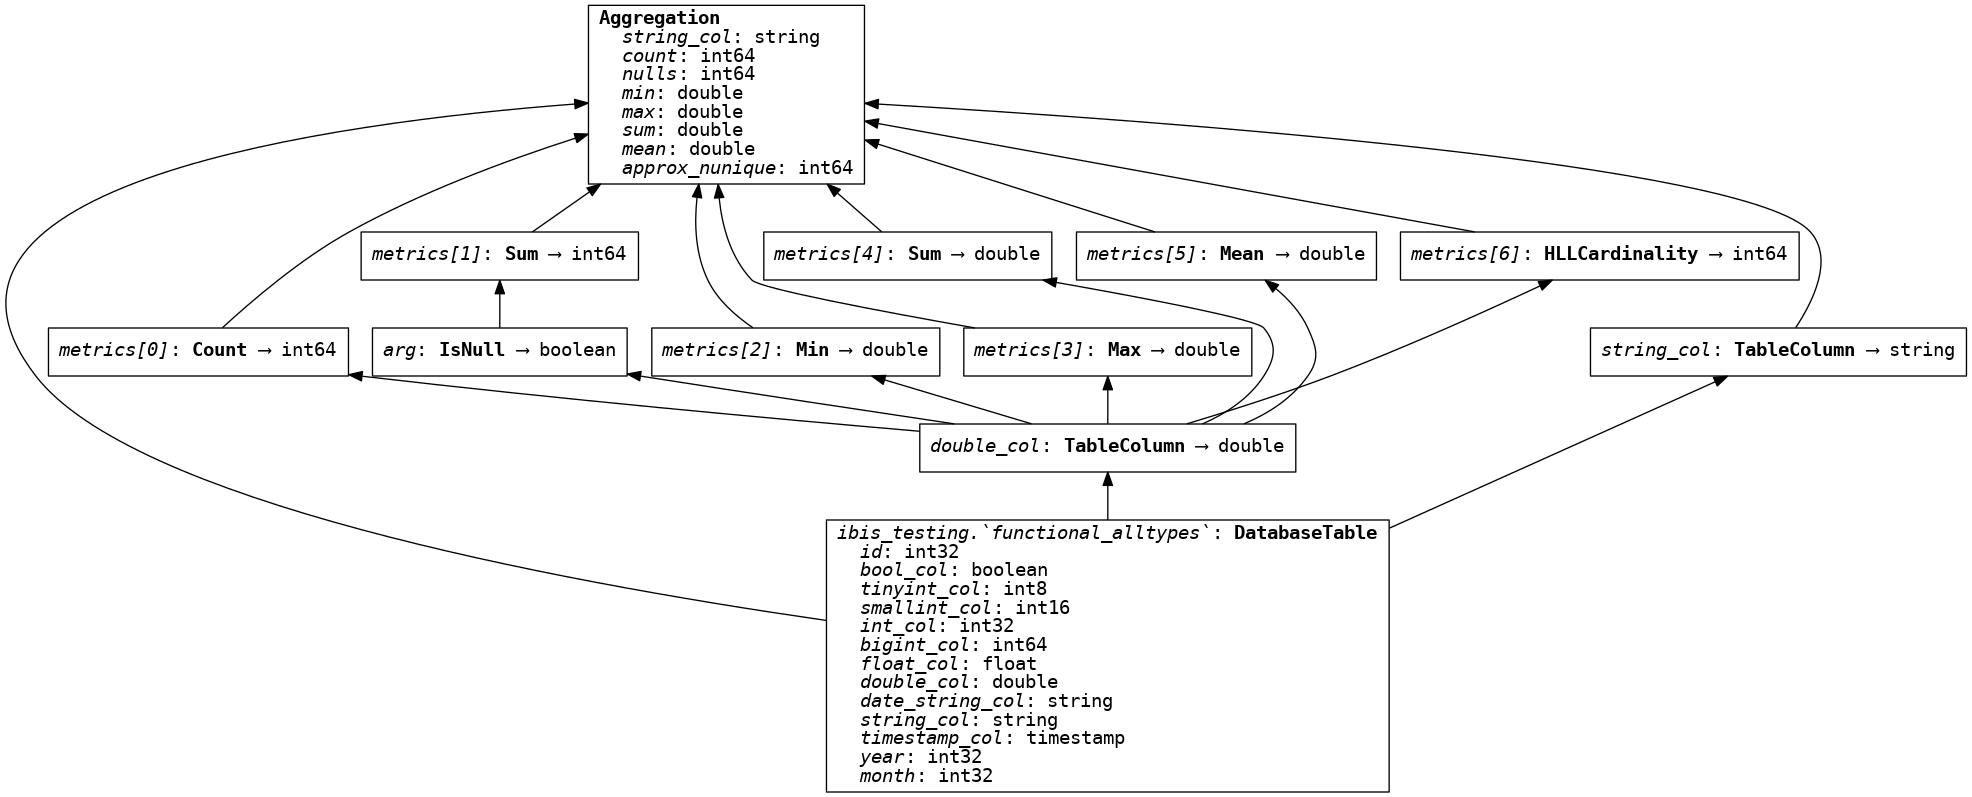 Aggregation
string_col: string
count: int64
nulls: int64
min: double
max: double
sum: double
mean: double
approx_nunique: int64
metrics[1]: Sum → int64
metrics[4]: Sum → double
metrics[5]: Mean → double
metrics[6]: HLLCardinality → int64
metrics[0]: Count → int64
arg: IsNull → boolean
metrics[2]: Min → double
metrics[3]: Max → double
string_col: TableColumn → string
double_col: TableColumn → double
ibis_testing.`functional_alltypes`: DatabaseTable
id: int32
bool_col: boolean
tinyint_col: int8
smallint_col: int16
int_col: int32
bigint_col: int64
float_col: float
double_col: double
date_string_col: string
string_col: string
timestamp_col: timestamp
year: int32
month: int32